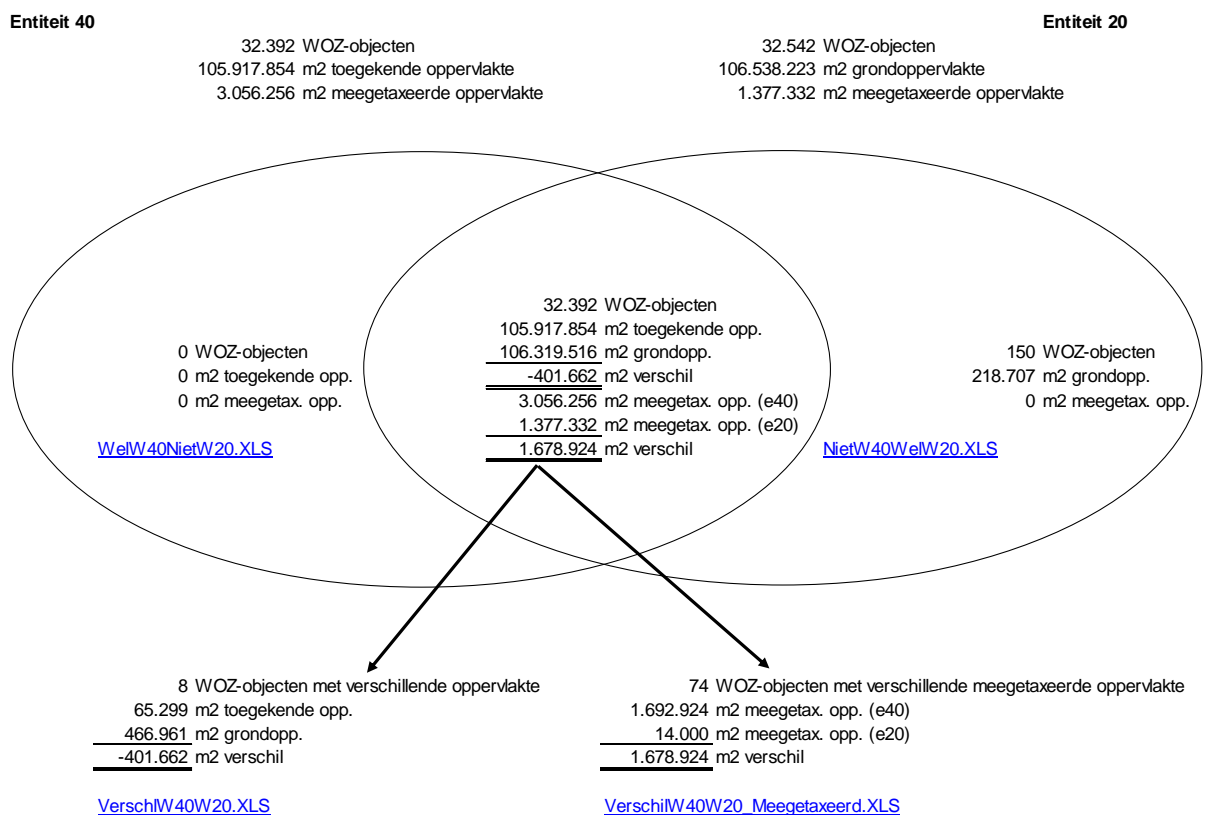 Entiteit 40
Entiteit 20
32.392 WOZ-objecten
105.917.854 m2 toegekende oppervlakte
3.056.256 m2 meegetaxeerde oppervlakte
32.542 WOZ-objecten
106.538.223 m2 grondoppervlakte
1.377.332 m2 meegetaxeerde oppervlakte
0 WOZ-objecten
0 m2 toegekende opp.
0 m2 meegetax. opp.
WelW40NietW20.XLS
32.392 WOZ-objecten
105.917.854 m2 toegekende opp.
106.319.516 m2 grondopp.
-401.662 m2 verschil
3.056.256 m2 meegetax. opp. (e40)
1.377.332 m2 meegetax. opp. (e20)
1.678.924 m2 verschil
150 WOZ-objecten
218.707 m2 grondopp.
0 m2 meegetax. opp.
NietW40WelW20.XLS
8 WOZ-objecten met verschillende oppervlakte
65.299 m2 toegekende opp.
466.961 m2 grondopp.
-401.662 m2 verschil
VerschlW40W20.XLS
74 WOZ-objecten met verschillende meegetaxeerde oppervlakte
1.692.924 m2 meegetax. opp. (e40)
14.000 m2 meegetax. opp. (e20)
1.678.924 m2 verschil
VerschilW40W20_Meegetaxeerd.XLS